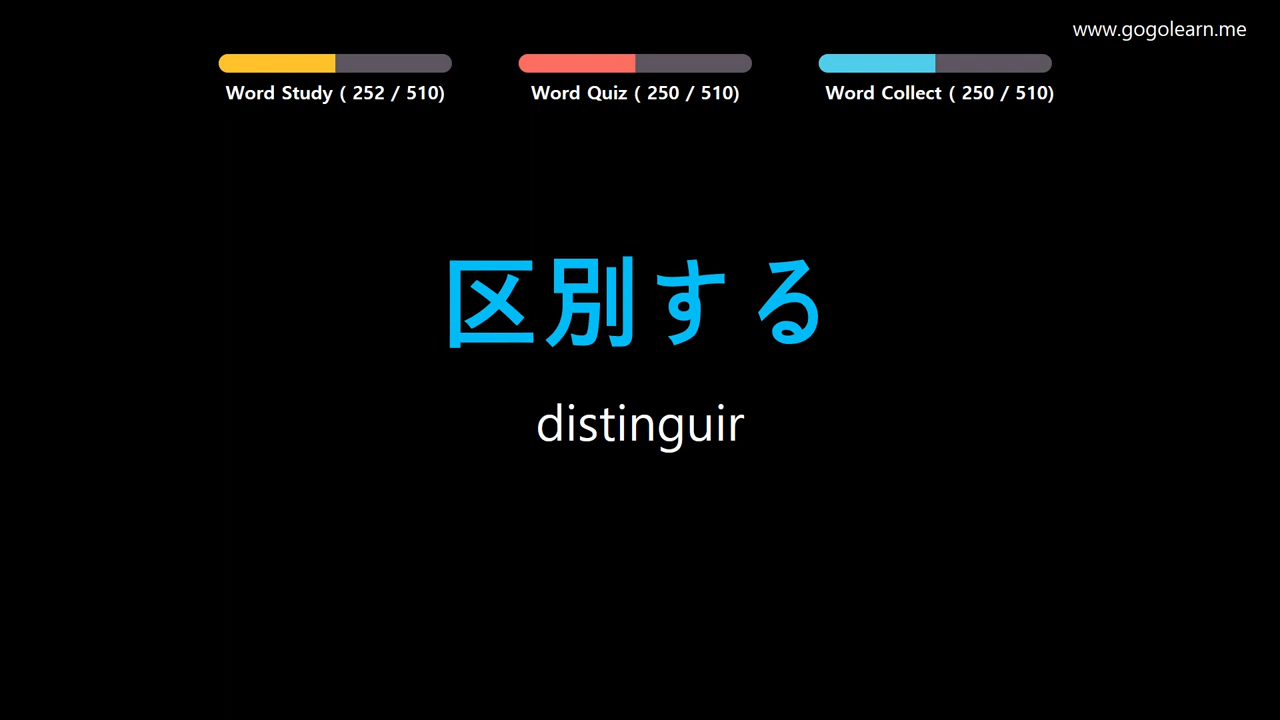 www.gogolearn.me
Word Study ( 252 / 510)
Word Quiz ( 250 / 510)
Word Collect ( 250 / 510)
区別する
distinguir